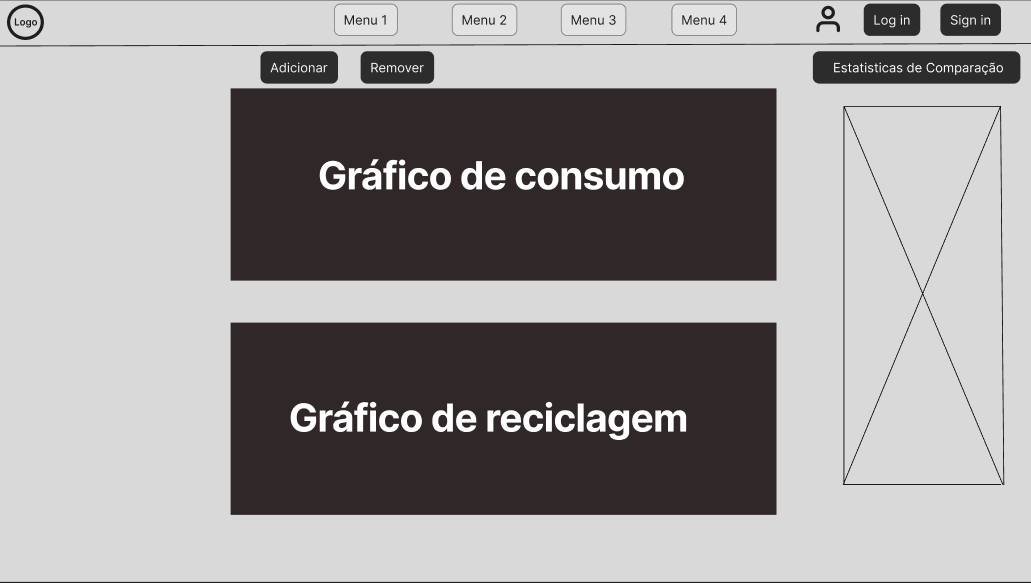 Logo
Menu 1
Menu 2
Menu 3
Menu 4
Log in
Sign in
Adicionar
Remover
Estatisticas de Comparação
Gráfico de consumo
Gráfico de reciclagem